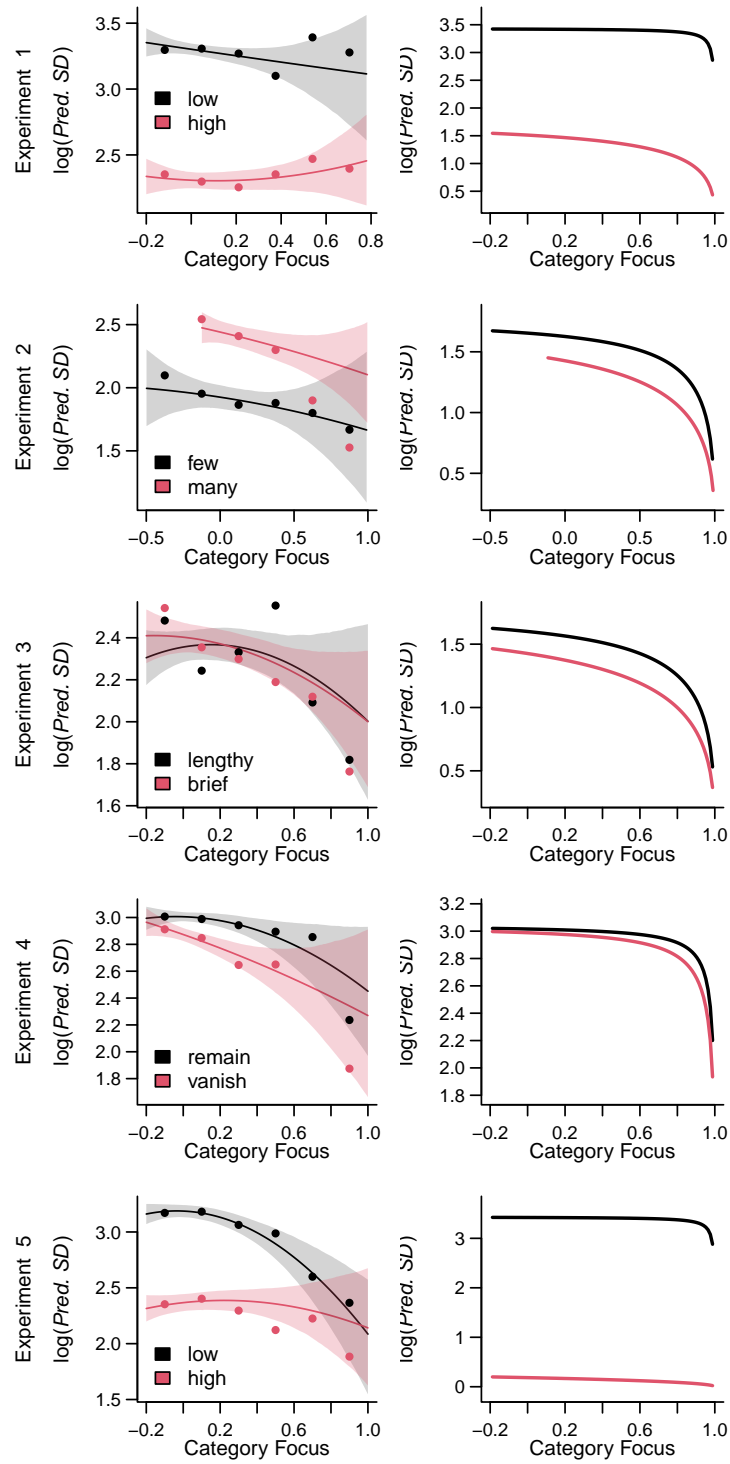 Experiment 1
log(Pred. SD)
3.5
3.0
2.5
low
high
−0.2 0.2 0.4 0.6 0.8
Category Focus
log(Pred. SD)
3.5
3.0
2.5
2.0
1.5
1.0
0.5
−0.2 0.2 0.6 1.0
Category Focus
Experiment 2
log(Pred. SD)
2.5
2.0
1.5
few
many
−0.5 0.0 0.5 1.0
Category Focus
log(Pred. SD)
1.5
1.0
0.5
−0.5 0.0 0.5 1.0
Category Focus
Experiment 3
log(Pred. SD)
2.4
2.2
2.0
1.8
1.6
lengthy
brief
−0.2 0.2 0.6 1.0
Category Focus
log(Pred. SD)
1.5
1.0
0.5
−0.2 0.2 0.6 1.0
Category Focus
Experiment 4
log(Pred. SD)
3.0
2.8
2.6
2.4
2.2
2.0
1.8
remain
vanish
−0.2 0.2 0.6 1.0
Category Focus
log(Pred. SD)
3.2
3.0
2.8
2.6
2.4
2.2
2.0
1.8
−0.2 0.2 0.6 1.0
Category Focus
Experiment 5
log(Pred. SD)
3.0
2.5
2.0
1.5
low
high
−0.2 0.2 0.6 1.0
Category Focus
log(Pred. SD)
3
2
1
0
−0.2 0.2 0.6 1.0
Category Focus